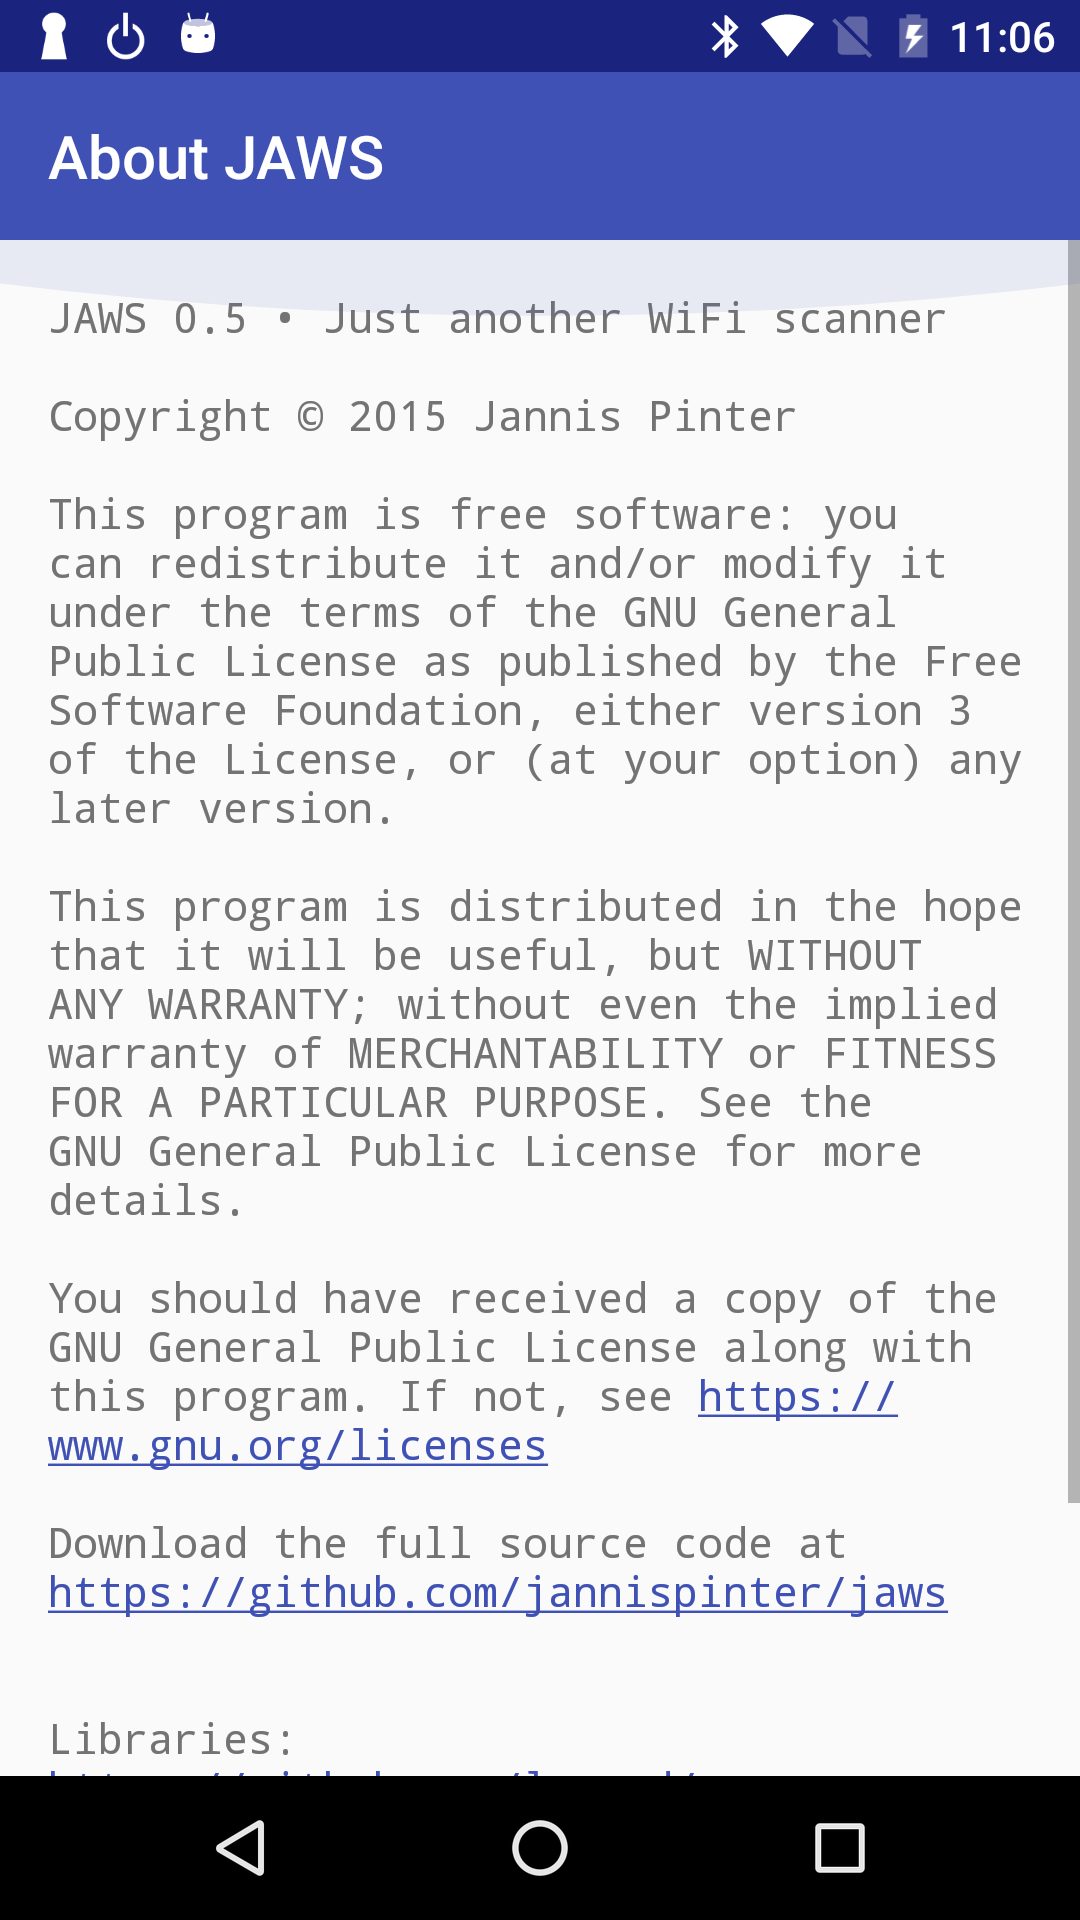 11:06
About JAWS
JAWS 0.5 • Just another WiFi scanner
Copyright © 2015 Jannis Pinter
This program is free software: you
can redistribute it and/or modify it
under the terms of the GNU General
Public License as published by the Free
Software Foundation, either version 3
of the License, or (at your option) any
later version.
This program is distributed in the hope
that it will be useful, but WITHOUT
ANY WARRANTY; without even the implied
warranty of MERCHANTABILITY or FITNESS
FOR A PARTICULAR PURPOSE. See the
GNU General Public License for more
details.
You should have received a copy of the
GNU General Public License along with
this program. If not, see https://
www.gnu.org/licenses
Download the full source code at
https://github.com/jannispinter/jaws
Libraries: